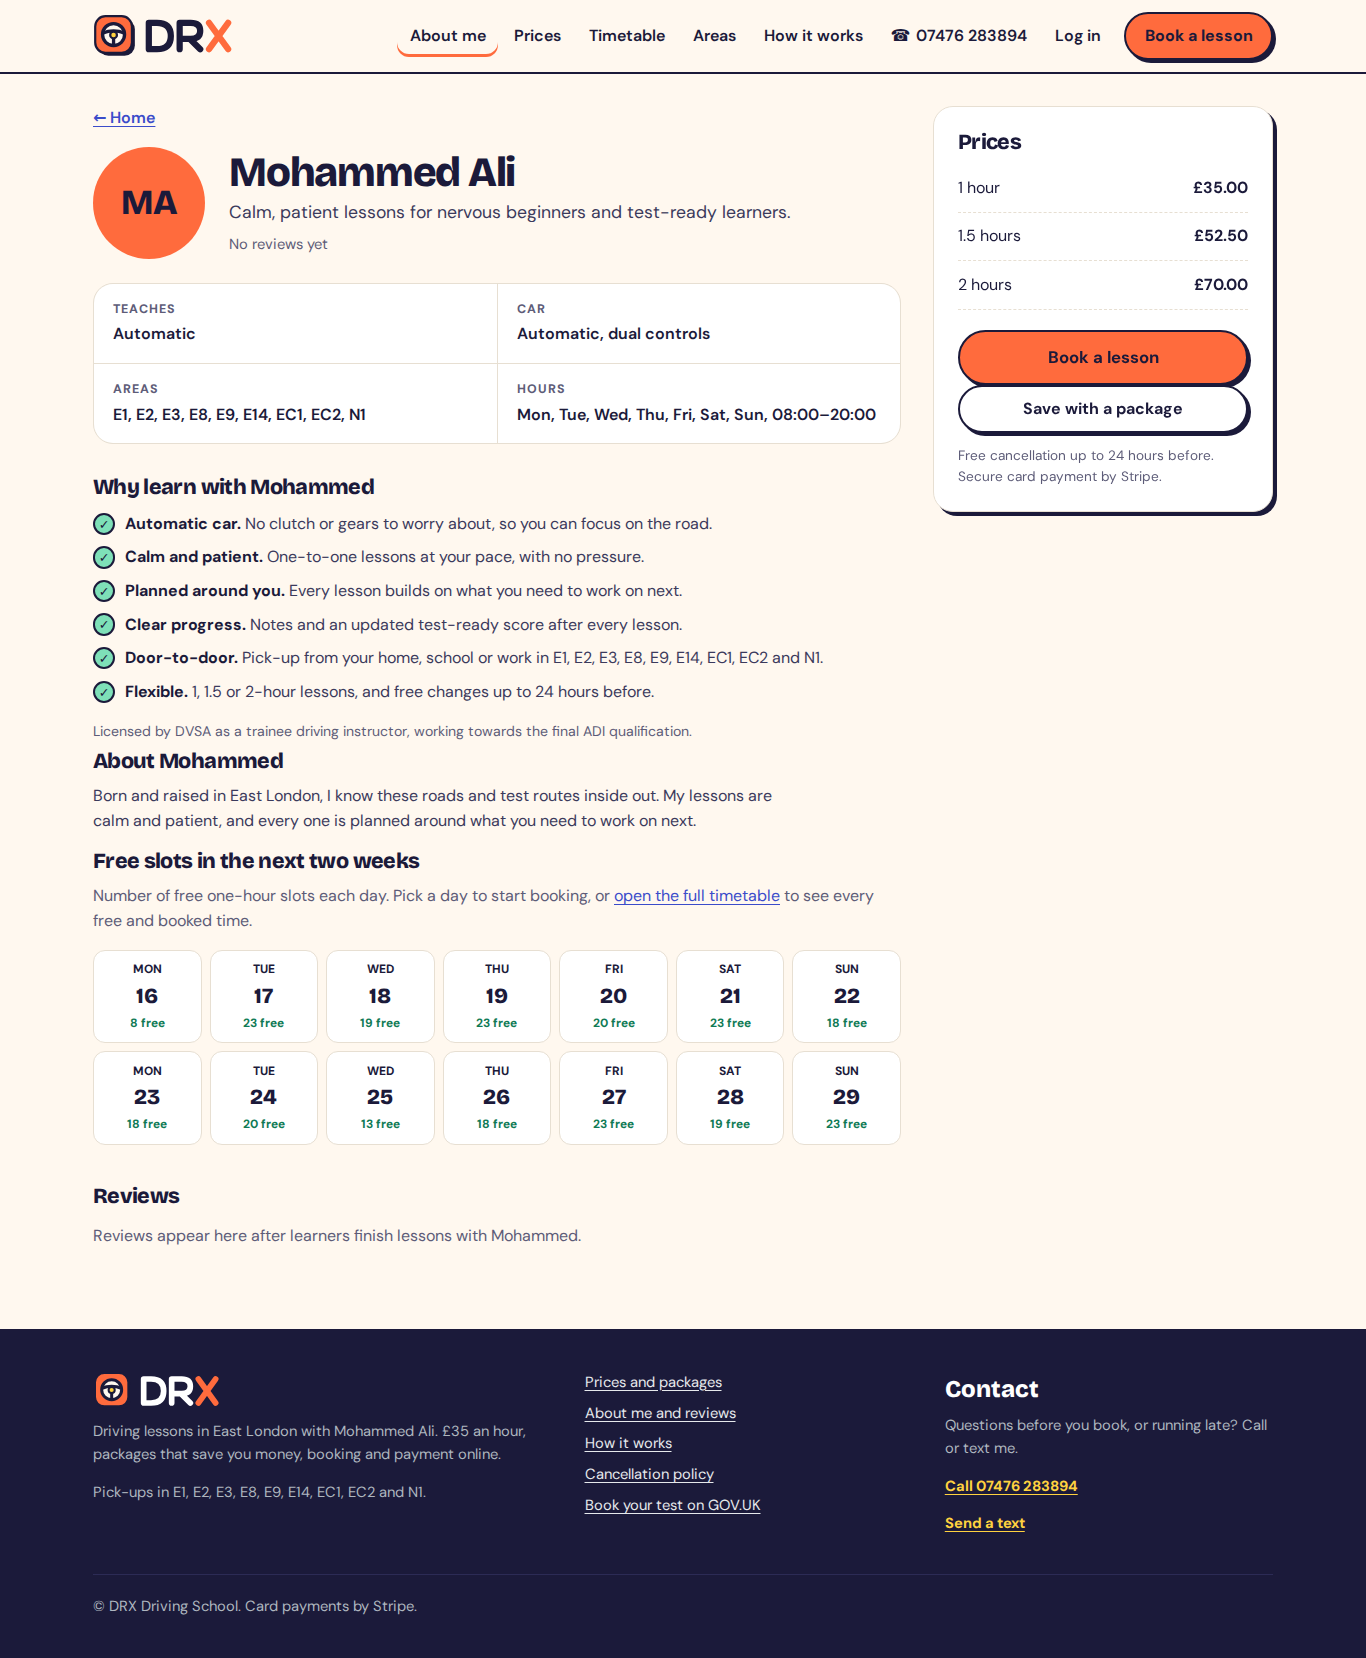 DRX
About me
Prices
Timetable
Areas
How it works
☎ 07476 283894
Log in
Book a lesson
← Home
MA
Mohammed Ali
Calm, patient lessons for nervous beginners and test-ready learners.
No reviews yet
TEACHES
Automatic
CAR
Automatic, dual controls
AREAS
E1, E2, E3, E8, E9, E14, EC1, EC2, N1
HOURS
Mon, Tue, Wed, Thu, Fri, Sat, Sun, 08:00–20:00
Why learn with Mohammed
✓ Automatic car. No clutch or gears to worry about, so you can focus on the road.
✓ Calm and patient. One-to-one lessons at your pace, with no pressure.
✓ Planned around you. Every lesson builds on what you need to work on next.
✓ Clear progress. Notes and an updated test-ready score after every lesson.
✓ Door-to-door. Pick-up from your home, school or work in E1, E2, E3, E8, E9, E14, EC1, EC2 and N1.
✓ Flexible. 1, 1.5 or 2-hour lessons, and free changes up to 24 hours before.
Licensed by DVSA as a trainee driving instructor, working towards the final ADI qualification.
About Mohammed
Born and raised in East London, I know these roads and test routes inside out. My lessons are
calm and patient, and every one is planned around what you need to work on next.
Free slots in the next two weeks
Number of free one-hour slots each day. Pick a day to start booking, or open the full timetable to see every
free and booked time.
MON
16
8 free
TUE
17
23 free
WED
18
19 free
THU
19
23 free
FRI
20
20 free
SAT
21
23 free
SUN
22
18 free
MON
23
18 free
TUE
24
20 free
WED
25
13 free
THU
26
18 free
FRI
27
23 free
SAT
28
19 free
SUN
29
23 free
Reviews
Reviews appear here after learners finish lessons with Mohammed.
Prices
1 hour £35.00
1.5 hours £52.50
2 hours £70.00
Book a lesson
Save with a package
Free cancellation up to 24 hours before.
Secure card payment by Stripe.
DRX
Driving lessons in East London with Mohammed Ali. £35 an hour,
packages that save you money, booking and payment online.
Pick-ups in E1, E2, E3, E8, E9, E14, EC1, EC2 and N1.
Prices and packages
About me and reviews
How it works
Cancellation policy
Book your test on GOV.UK
Contact
Questions before you book, or running late? Call
or text me.
Call 07476 283894
Send a text
© DRX Driving School. Card payments by Stripe.